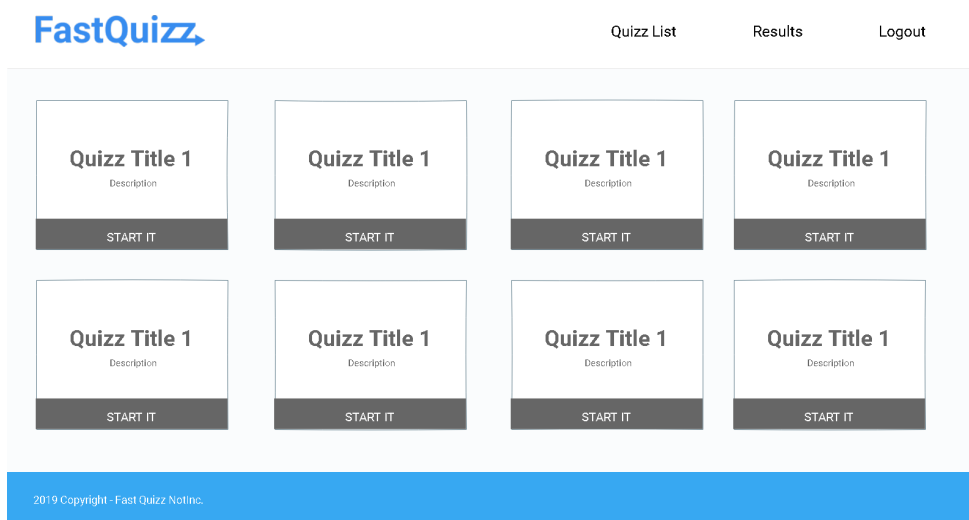 FastQuizz
Quizz List Results Logout
Quizz Title 1 Quizz Title 1 Quizz Title 1 Quizz Title 1
Description Description Description Description
START IT START IT START IT START IT
Quizz Title 1 Quizz Title 1 Quizz Title 1 Quizz Title 1
Description Description Description Description
START IT START IT START IT START IT
2019 Copyright - Fast Quizz NotInc.